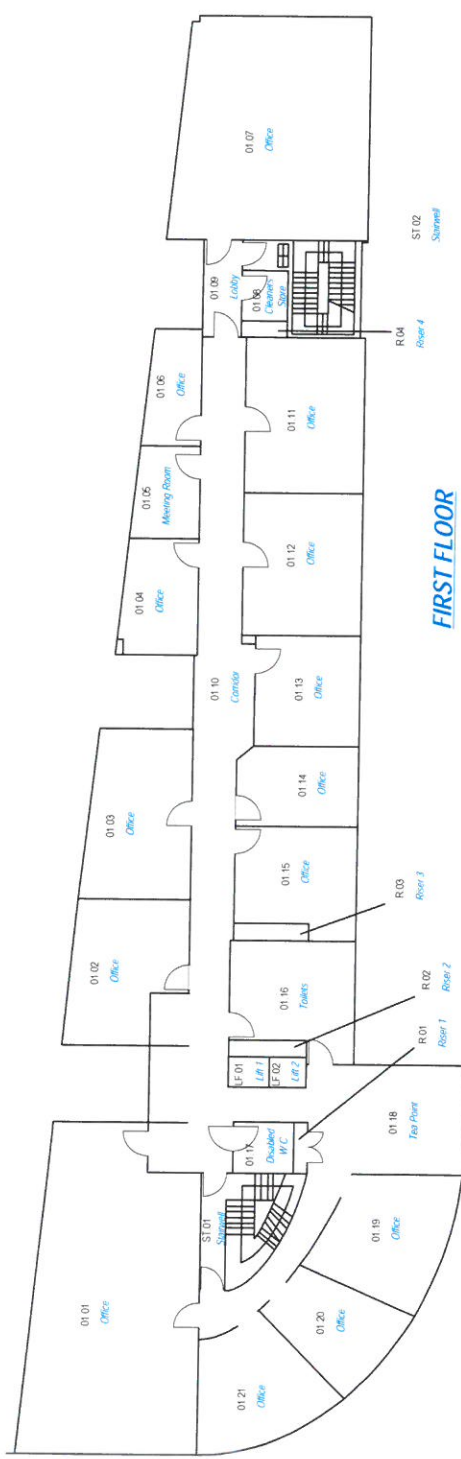 01.01
Office
01.02
Office
01.03
Office
01.04
Office
01.05
Meeting Room
01.06
Office
01.09
Lobby
01.07
Office
01.08
Cleaners
Store
ST 02
Stairwell
R.04
Riser 4
01.10
Corridor
01.11
Office
01.12
Office
01.13
Office
01.14
Office
01.15
Office
R.03
Riser 3
01.16
Toilets
R.02
Riser 2
LF 01
Lift 1
LF 02
Lift 2
R.01
Riser 1
01.17
Disabled
W C
ST 01
Stairwell
01.18
Tea Point
01.19
Office
01.20
Office
01.21
Office
FIRST FLOOR